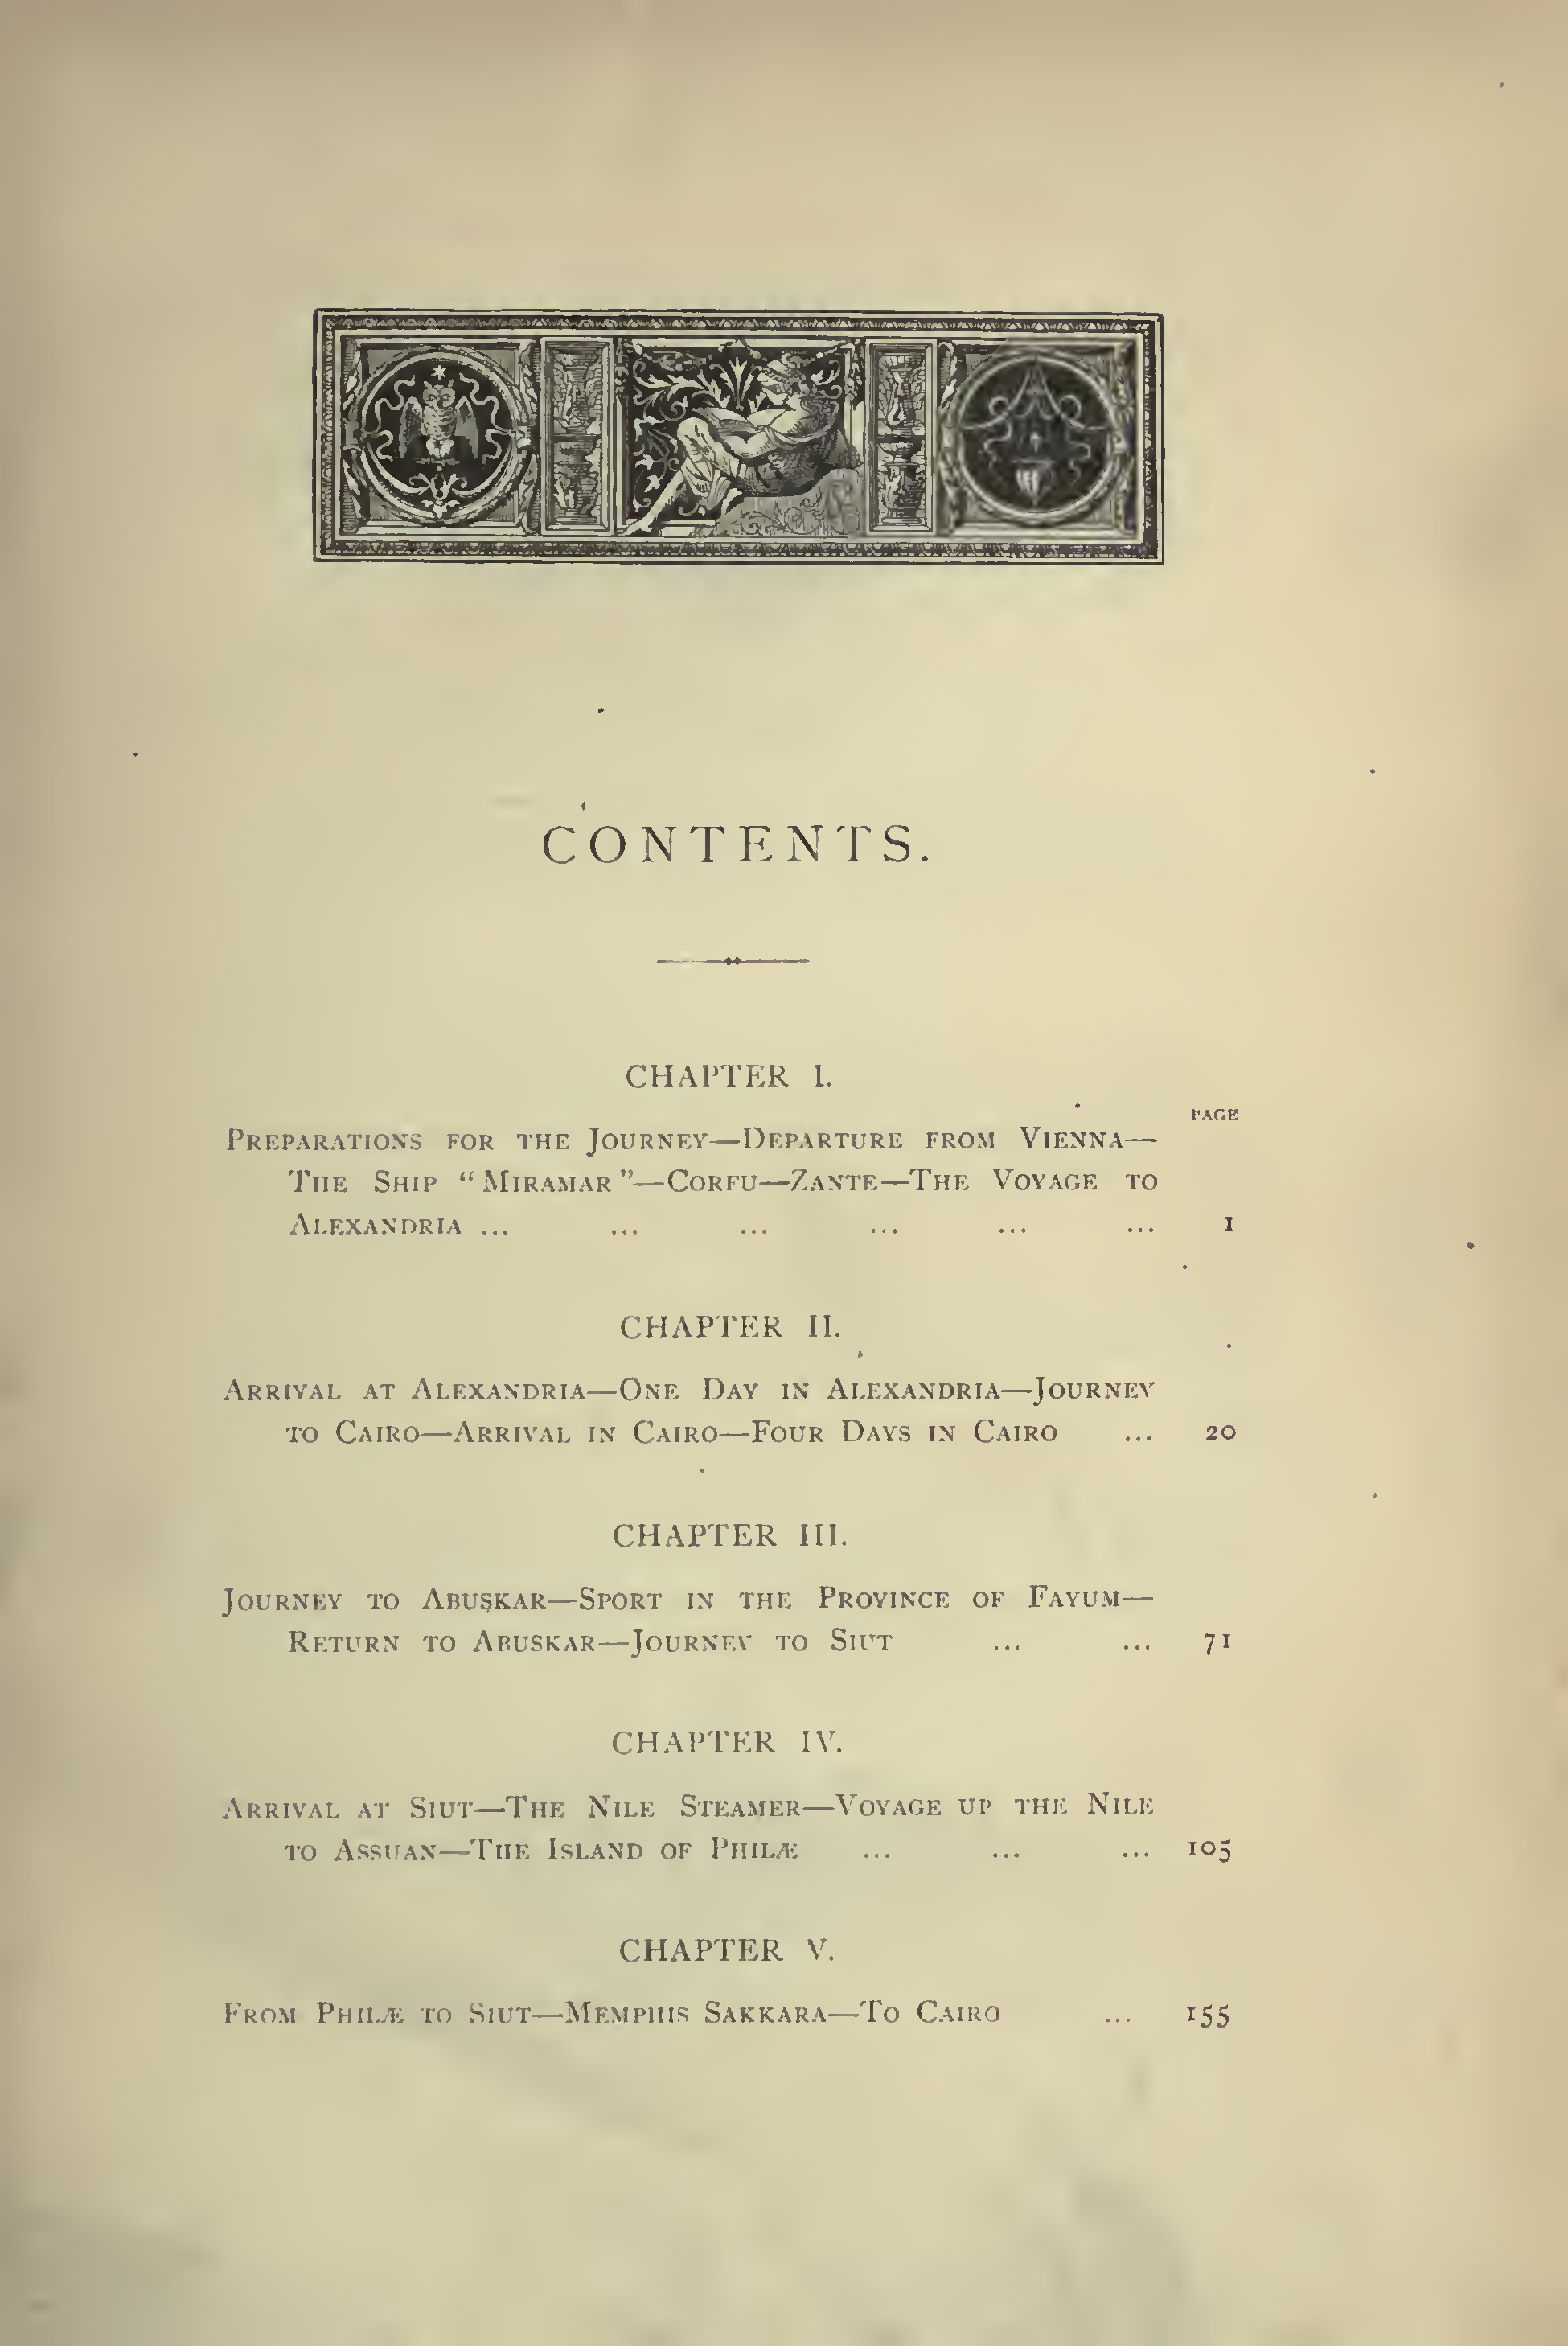 CONTENTS.
CHAPTER I.
PAGE
PREPARATIONS FOR THE JOURNEY—DEPARTURE FROM VIENNA—
THE SHIP “MIRAMAR”—CORFU—ZANTE—THE VOYAGE TO
ALEXANDRIA ... ... ... ... ... ... 1
CHAPTER II.
ARRIVAL AT ALEXANDRIA—ONE DAY IN ALEXANDRIA—JOURNEY
TO CAIRO—ARRIVAL IN CAIRO—FOUR DAYS IN CAIRO ... 20
CHAPTER III.
JOURNEY TO ABUSKAR—SPORT IN THE PROVINCE OF FAYUM—
RETURN TO ABUSKAR—JOURNEY TO SIUT ... ... 71
CHAPTER IV.
ARRIVAL AT SIUT—THE NILE STEAMER—VOYAGE UP THE NILE
TO ASSUAN—THE ISLAND OF PHILÆ ... ... ... 105
CHAPTER V.
FROM PHILÆ TO SIUT—MEMPHIS SAKKARA—TO CAIRO ... 155